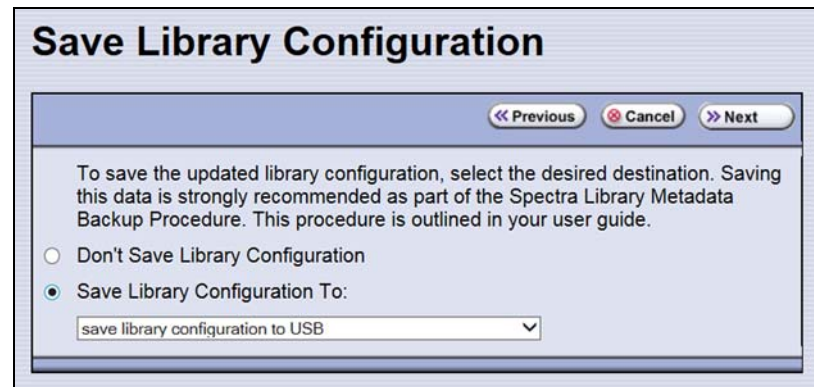 Save Library Configuration
Previous Cancel Next
To save the updated library configuration, select the desired destination. Saving
this data is strongly recommended as part of the Spectra Library Metadata
Backup Procedure. This procedure is outlined in your user guide.
Don't Save Library Configuration
Save Library Configuration To:
save library configuration to USB